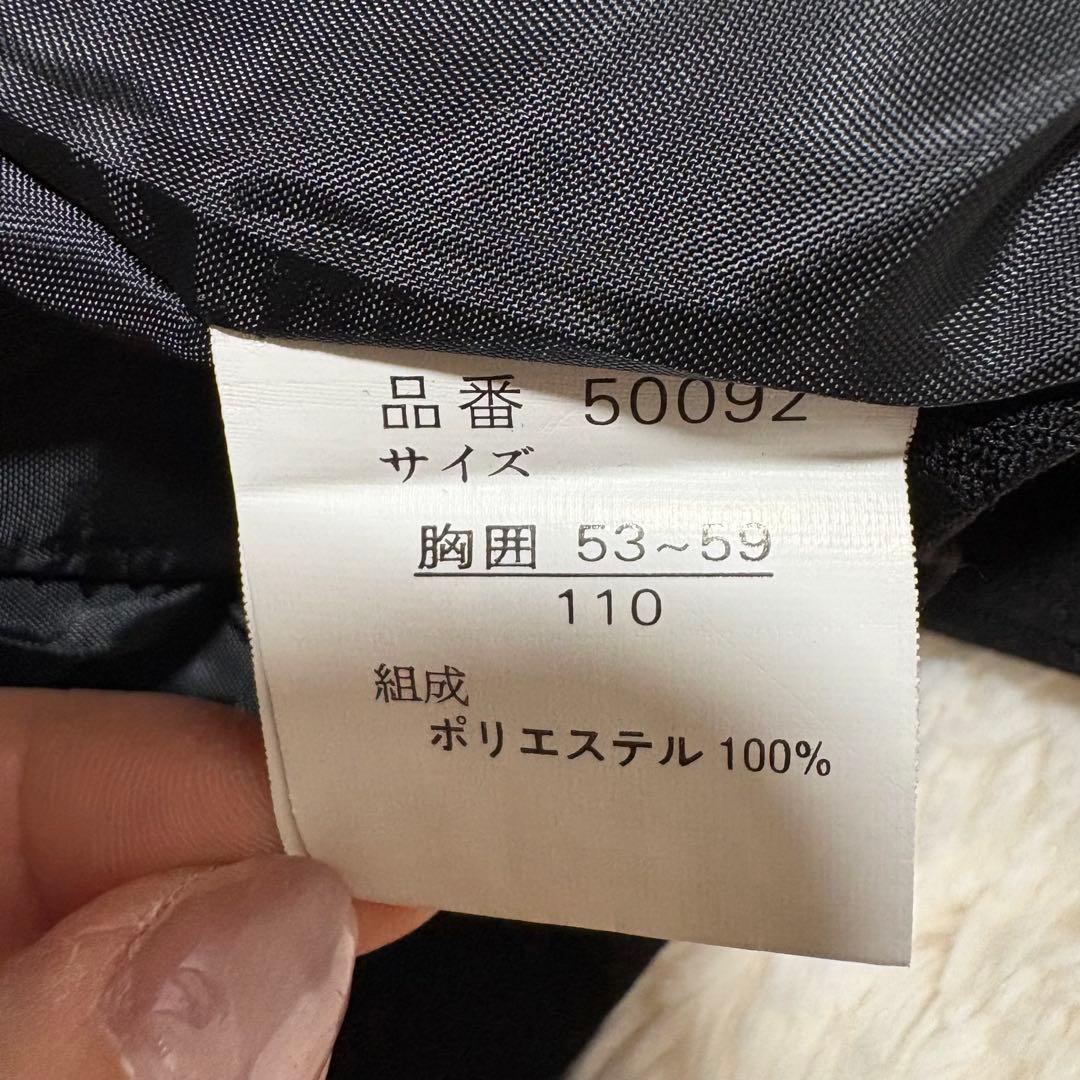 品番 50092
サイズ
胸囲 53~59
110
組成
ポリエステル 100%